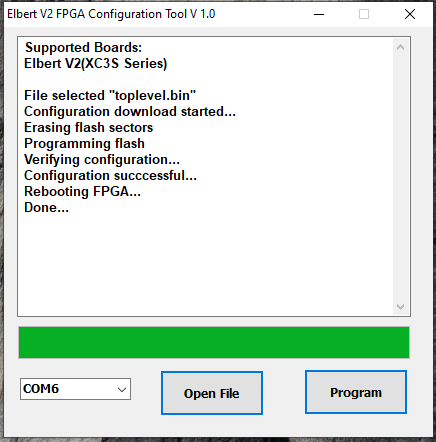 Elbert V2 FPGA Configuration Tool V 1.0
Supported Boards:
Elbert V2(XC3S Series)
File selected "toplevel.bin"
Configuration download started...
Erasing flash sectors
Programming flash
Verifying configuration...
Configuration succcessful...
Rebooting FPGA...
Done...
COM6
Open File
Program